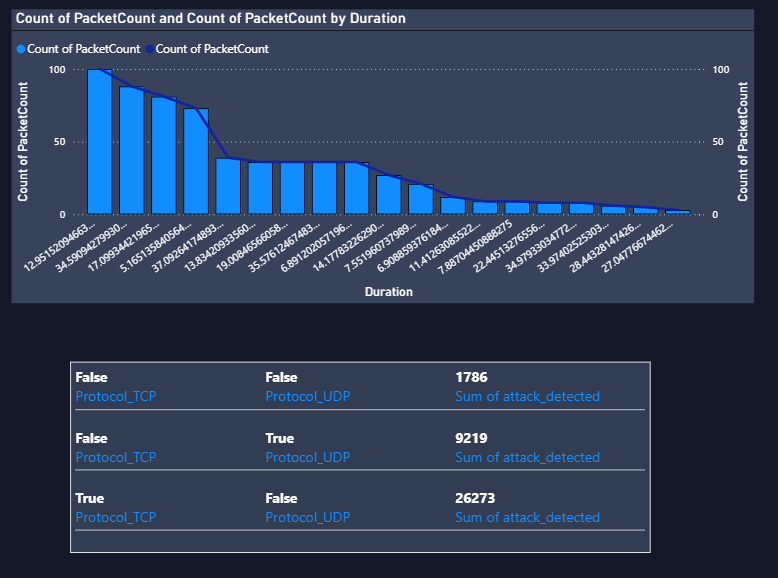 Count of PacketCount and Count of PacketCount by Duration
Count of PacketCount Count of PacketCount
100 100
50 50
0 0
Count of PacketCount
Count of PacketCount
12.95152094663...
34.59094279930...
17.09934421965...
5.165135840564...
37.09264174893...
13.83420933560...
19.00846566058...
35.57612467483...
6.891202057196...
14.17783226290...
7.551960737989...
6.908859376184...
11.41263085522...
7.88704450888275
22.44513276556...
34.97933034772...
33.97402525303...
28.44328147426...
27.04776674462...
Duration
False False 1786
Protocol_TCP Protocol_UDP Sum of attack_detected
False True 9219
Protocol_TCP Protocol_UDP Sum of attack_detected
True False 26273
Protocol_TCP Protocol_UDP Sum of attack_detected